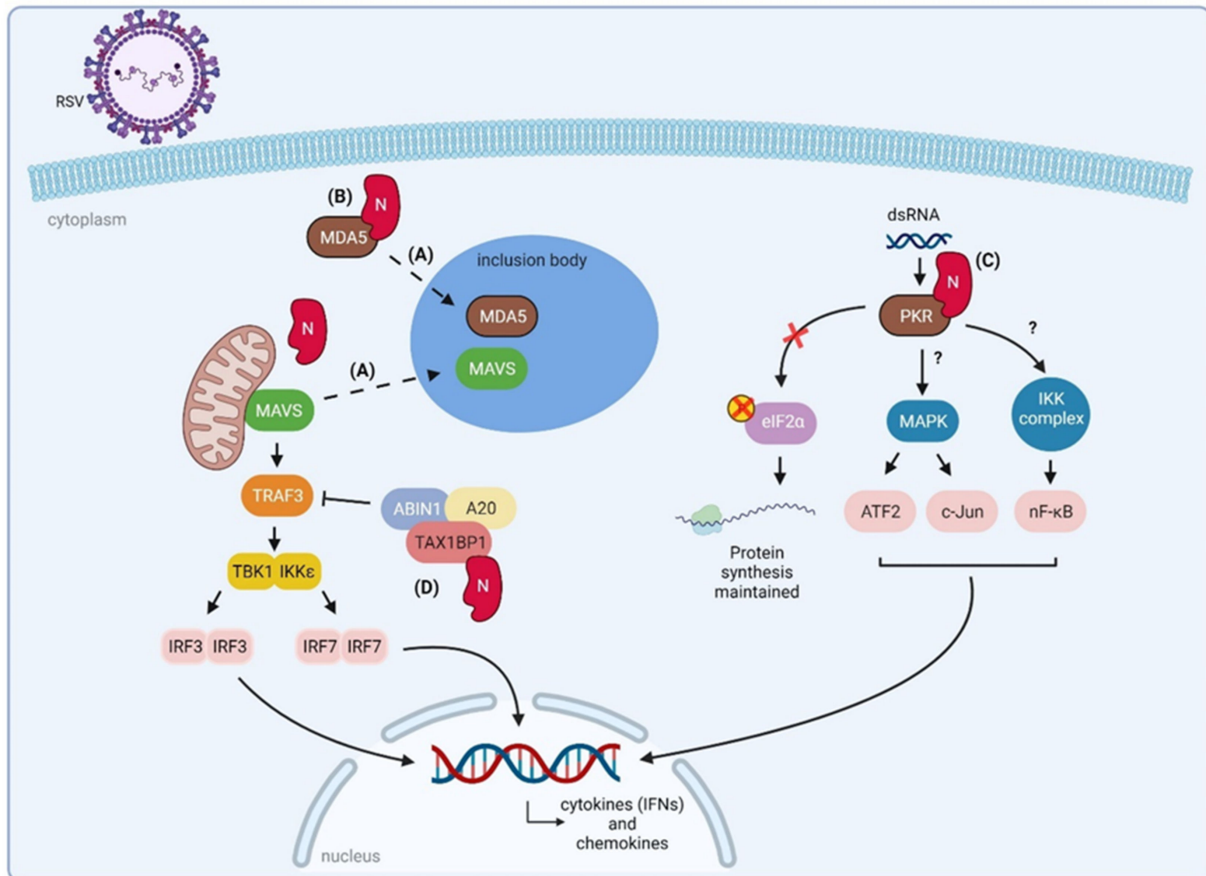 RSV
cytoplasm
(B)
N
MDA5
(A)
inclusion body
MDA5
MAVS
N
(A)
MAVS
TRAF3
ABIN1 A20
TAX1BP1
TBK1 IKKε
(D)
N
IRF3 IRF3
IRF7 IRF7
dsRNA
(C)
N
PKR
?
?
eIF2α
MAPK
IKK
complex
ATF2
c-Jun
nF-κB
Protein
synthesis
maintained
cytokines (IFNs)
and
chemokines
nucleus